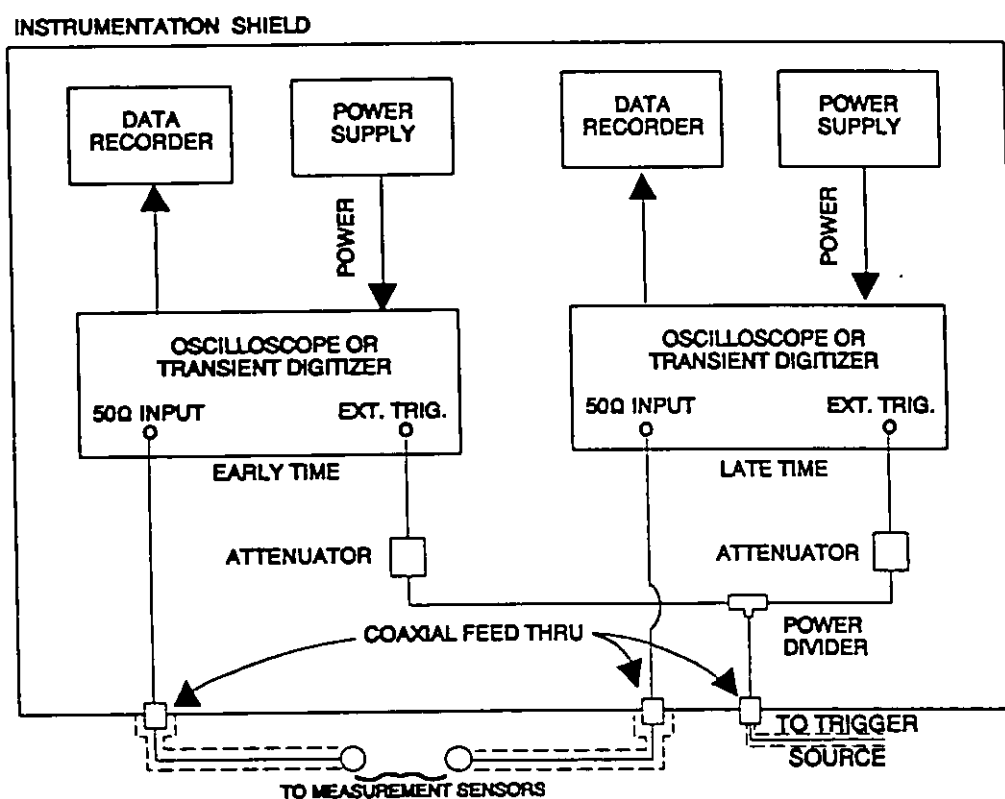 INSTRUMENTATION SHIELD
DATA
RECORDER
POWER
SUPPLY
DATA
RECORDER
POWER
SUPPLY
POWER
POWER
OSCILLOSCOPE OR
TRANSIENT DIGITIZER
50Ω INPUT
EXT. TRIG.
OSCILLOSCOPE OR
TRANSIENT DIGITIZER
50Ω INPUT
EXT. TRIG.
EARLY TIME
LATE TIME
ATTENUATOR
ATTENUATOR
COAXIAL FEED THRU
POWER
DIVIDER
TO TRIGGER
SOURCE
TO MEASUREMENT SENSORS